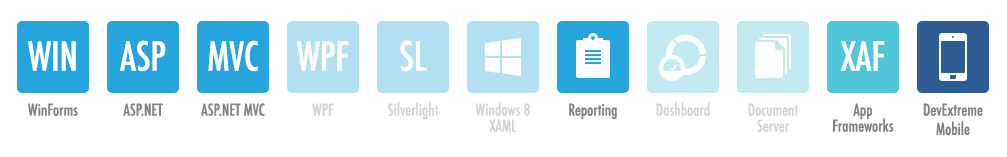 WIN ASP MVC WPF SL XAF
WinForms ASP.NET ASP.NET MVC WPF Silverlight Windows 8 XAML Reporting Dashboard Document Server App Frameworks DevExtreme Mobile